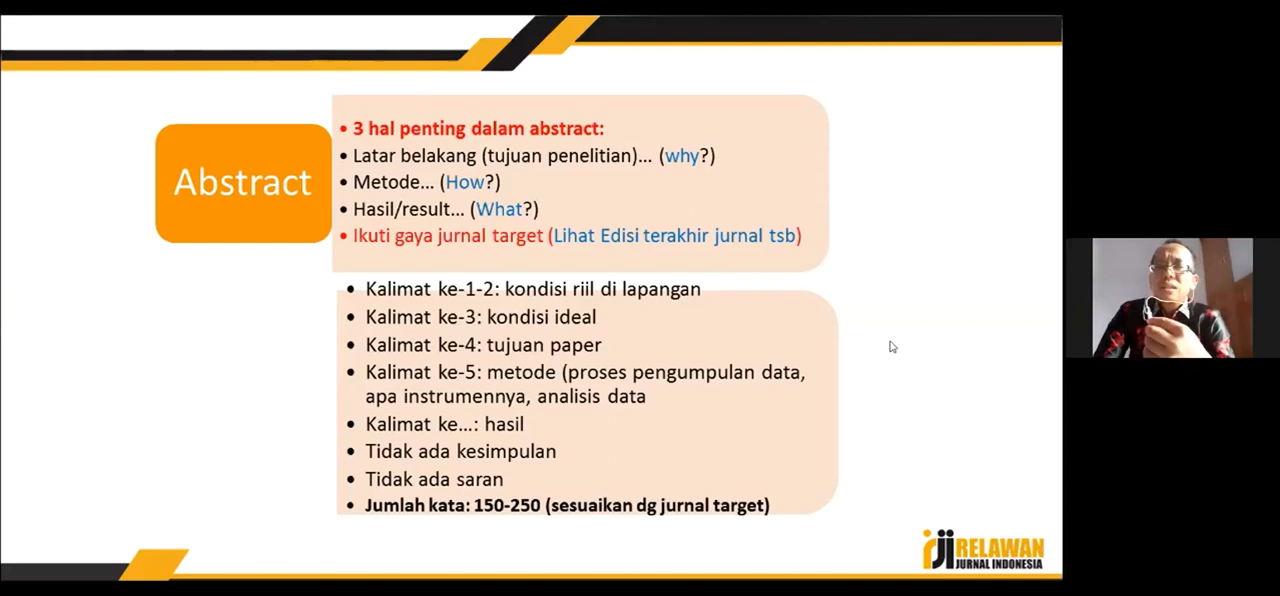 Abstract
• 3 hal penting dalam abstract:
• Latar belakang (tujuan penelitian)... (why?)
• Metode... (How?)
• Hasil/result... (What?)
• Ikuti gaya jurnal target (Lihat Edisi terakhir jurnal tsb)
• Kalimat ke-1-2: kondisi riil di lapangan
• Kalimat ke-3: kondisi ideal
• Kalimat ke-4: tujuan paper
• Kalimat ke-5: metode (proses pengumpulan data,
apa instrumennya, analisis data
• Kalimat ke...: hasil
• Tidak ada kesimpulan
• Tidak ada saran
• Jumlah kata: 150-250 (sesuaikan dg jurnal target)
rji RELAWAN
JURNAL INDONESIA